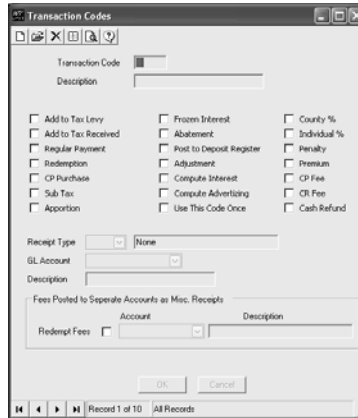 Transaction Codes
Transaction Code
Description
Add to Tax Levy Frozen Interest County %
Add to Tax Received Abatement Individual %
Regular Payment Post to Deposit Register Penalty
Redemption Adjustment Premium
CP Purchase Compute Interest CP Fee
Sub Tax Compute Advertizing CR Fee
Apportion Use This Code Once Cash Refund
Receipt Type None
GL Account
Description
Fees Posted to Seperate Accounts as Misc. Receipts
Account Description
Redempt Fees
OK Cancel
Record 1 of 10 All Records